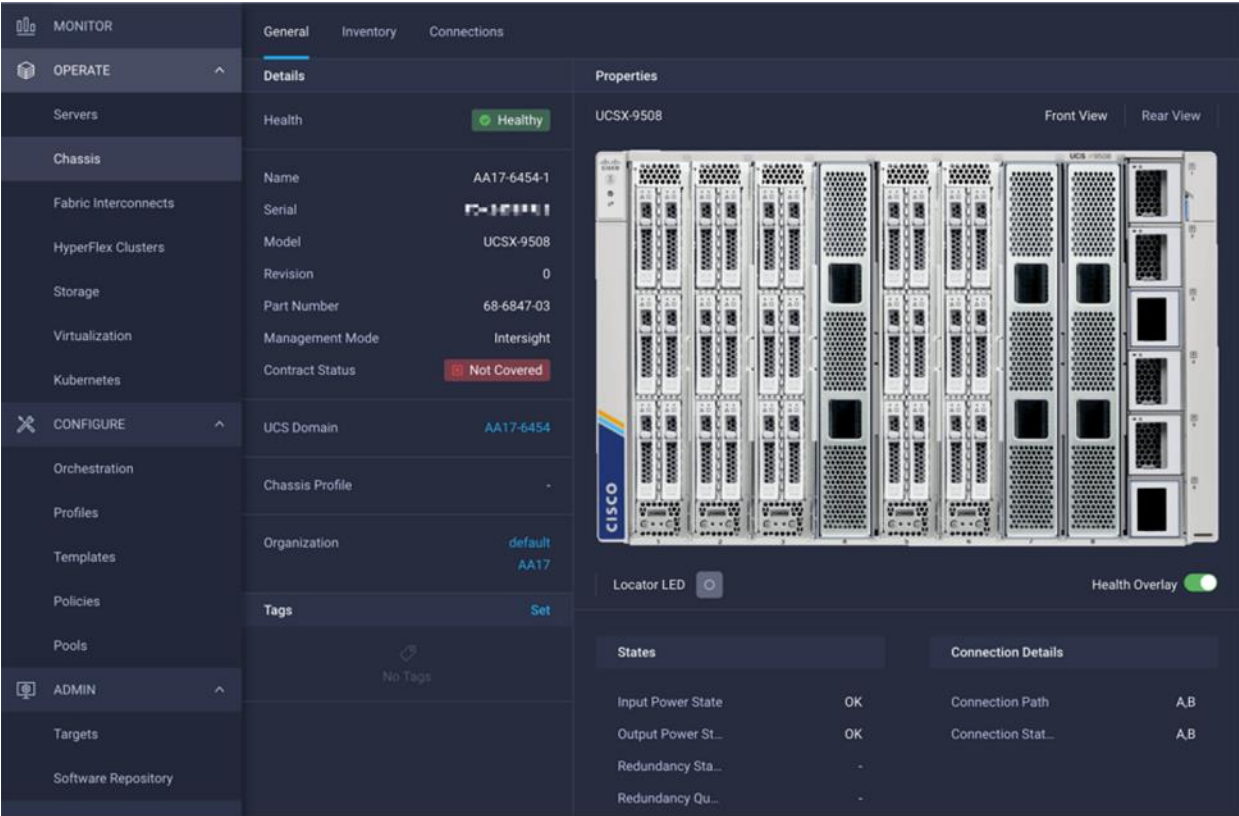 MONITOR
OPERATE
Servers
Chassis
Fabric Interconnects
HyperFlex Clusters
Storage
Virtualization
Kubernetes
CONFIGURE
Orchestration
Profiles
Templates
Policies
Pools
ADMIN
Targets
Software Repository
General Inventory Connections
Details
Health Healthy
Name AA17-6454-1
Serial
Model UCSX-9508
Revision 0
Part Number 68-6847-03
Management Mode Intersight
Contract Status Not Covered
UCS Domain AA17-6454
Chassis Profile -
Organization default
AA17
Tags Set
No Tags
Properties
UCSX-9508 Front View Rear View
CISCO
Locator LED Health Overlay
States
Input Power State OK
Output Power St... OK
Redundancy Sta... -
Redundancy Qu... -
Connection Details
Connection Path A,B
Connection Stat... A,B